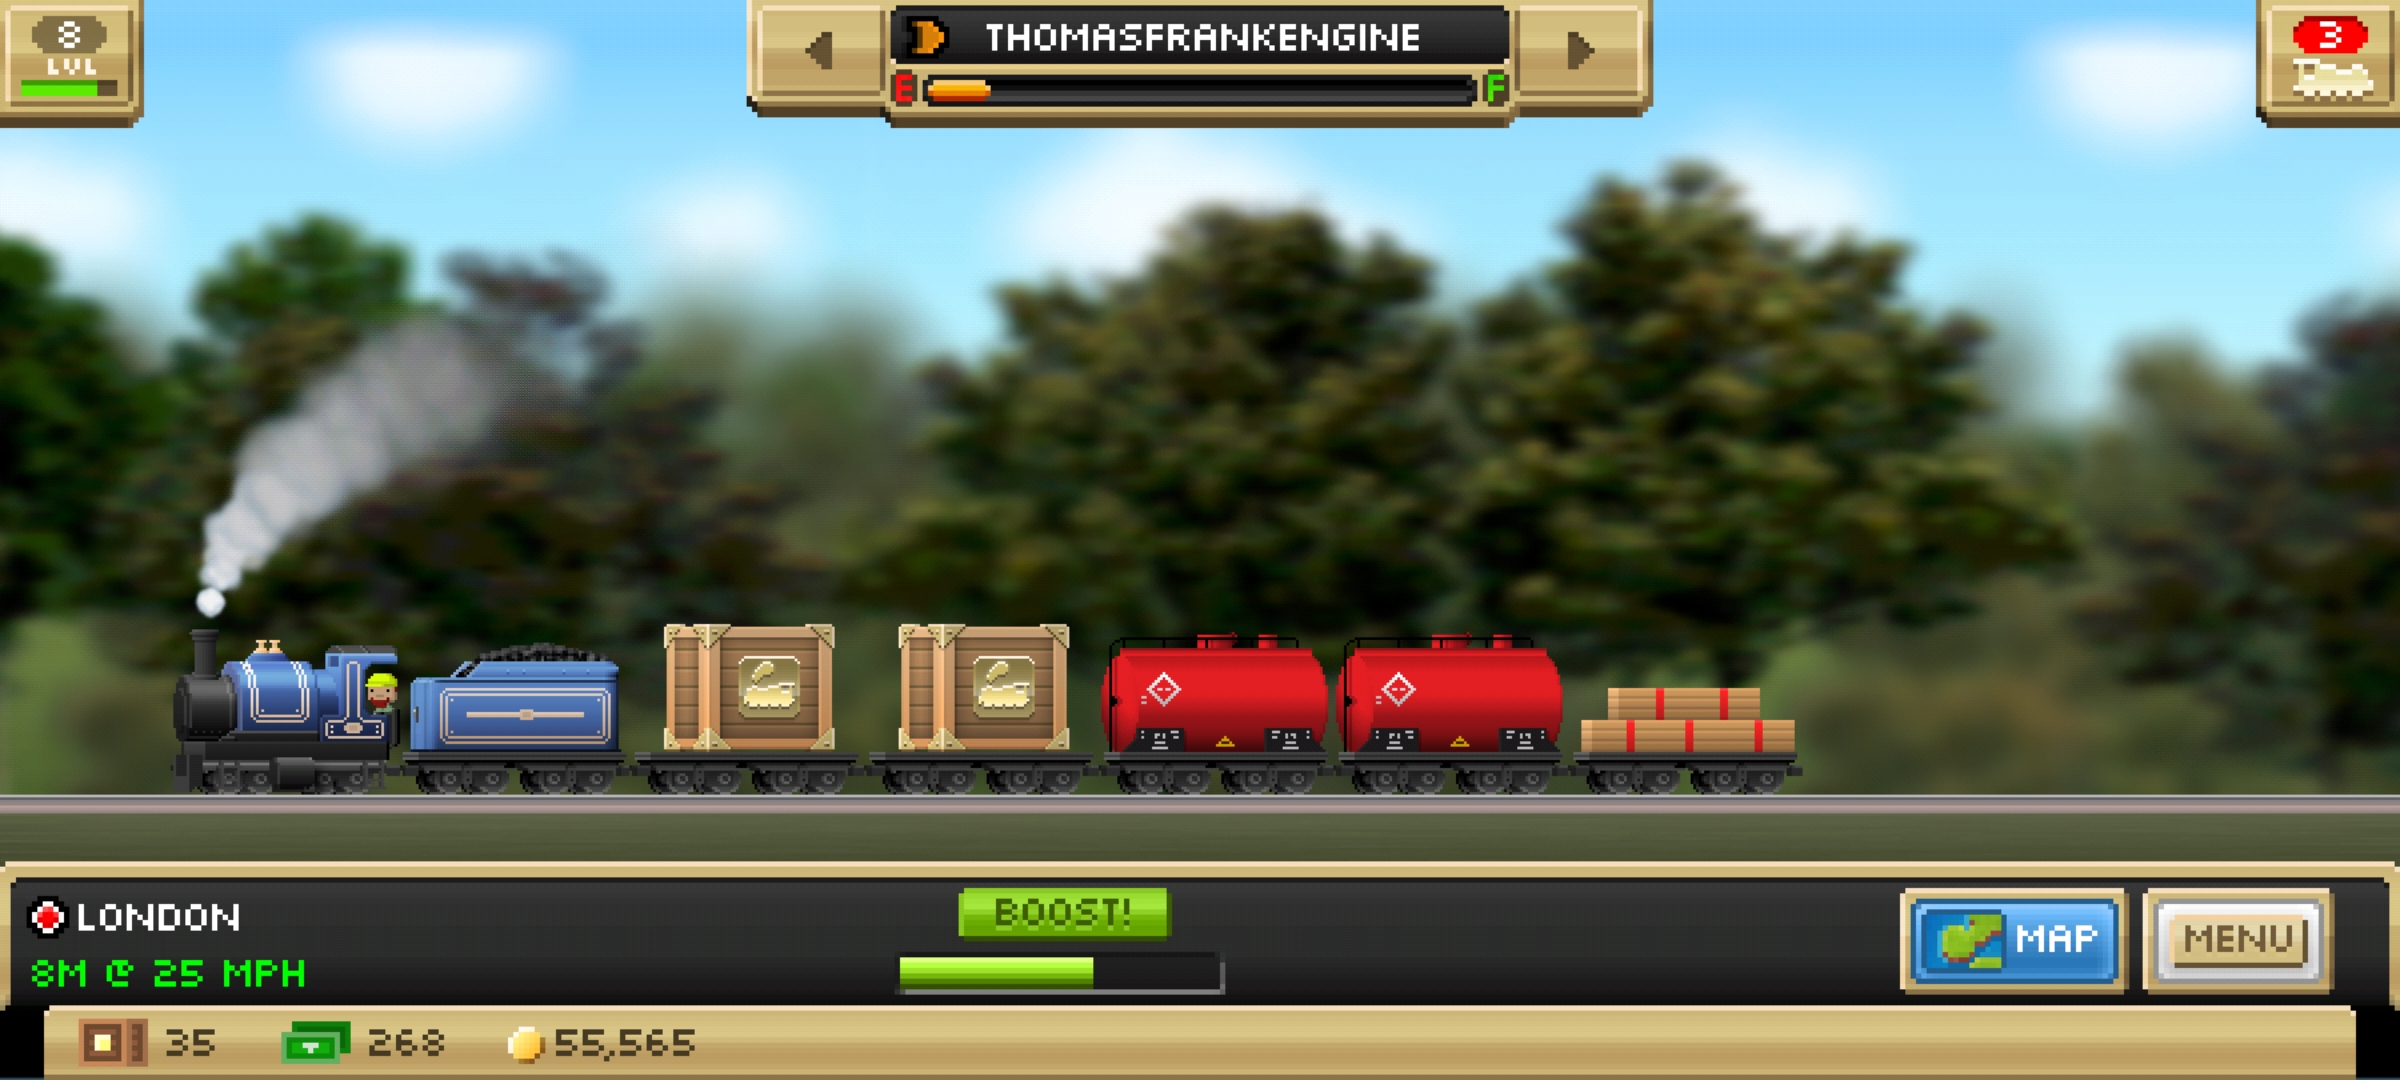 8
LVL
THOMASFRANKENGINE
E
F
3
LONDON
8M @ 25 MPH
BOOST!
MAP
MENU
35
268
55,565